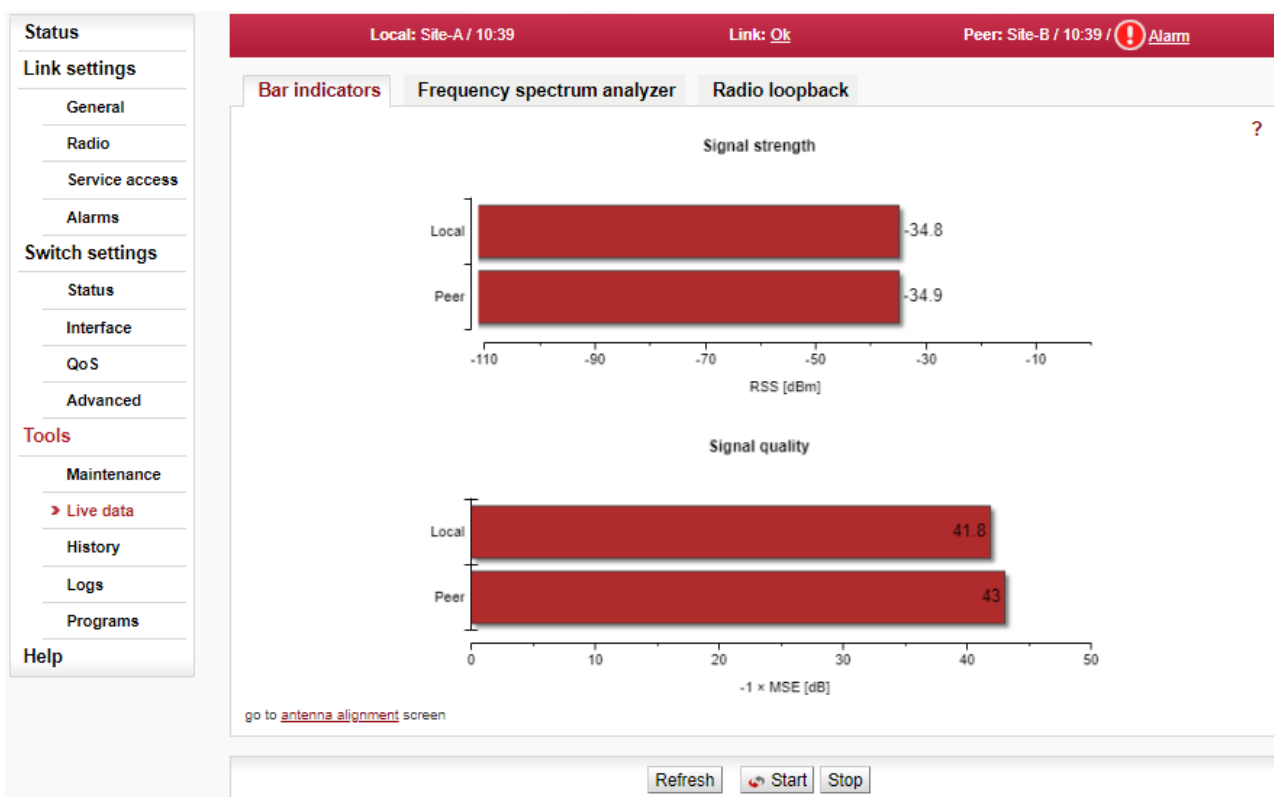 Status
Link settings
General
Radio
Service access
Alarms
Switch settings
Status
Interface
QoS
Advanced
Tools
Maintenance
Live data
History
Logs
Programs
Help
Local: Site-A / 10:39 Link: Ok Peer: Site-B / 10:39 / ! Alarm
Bar indicators Frequency spectrum analyzer Radio loopback
?
Signal strength
Local -34.8
Peer -34.9
-110 -90 -70 -50 -30 -10
RSS [dBm]
Signal quality
Local 41.8
Peer 43
0 10 20 30 40 50
-1 × MSE [dB]
go to antenna alignment screen
Refresh Start Stop